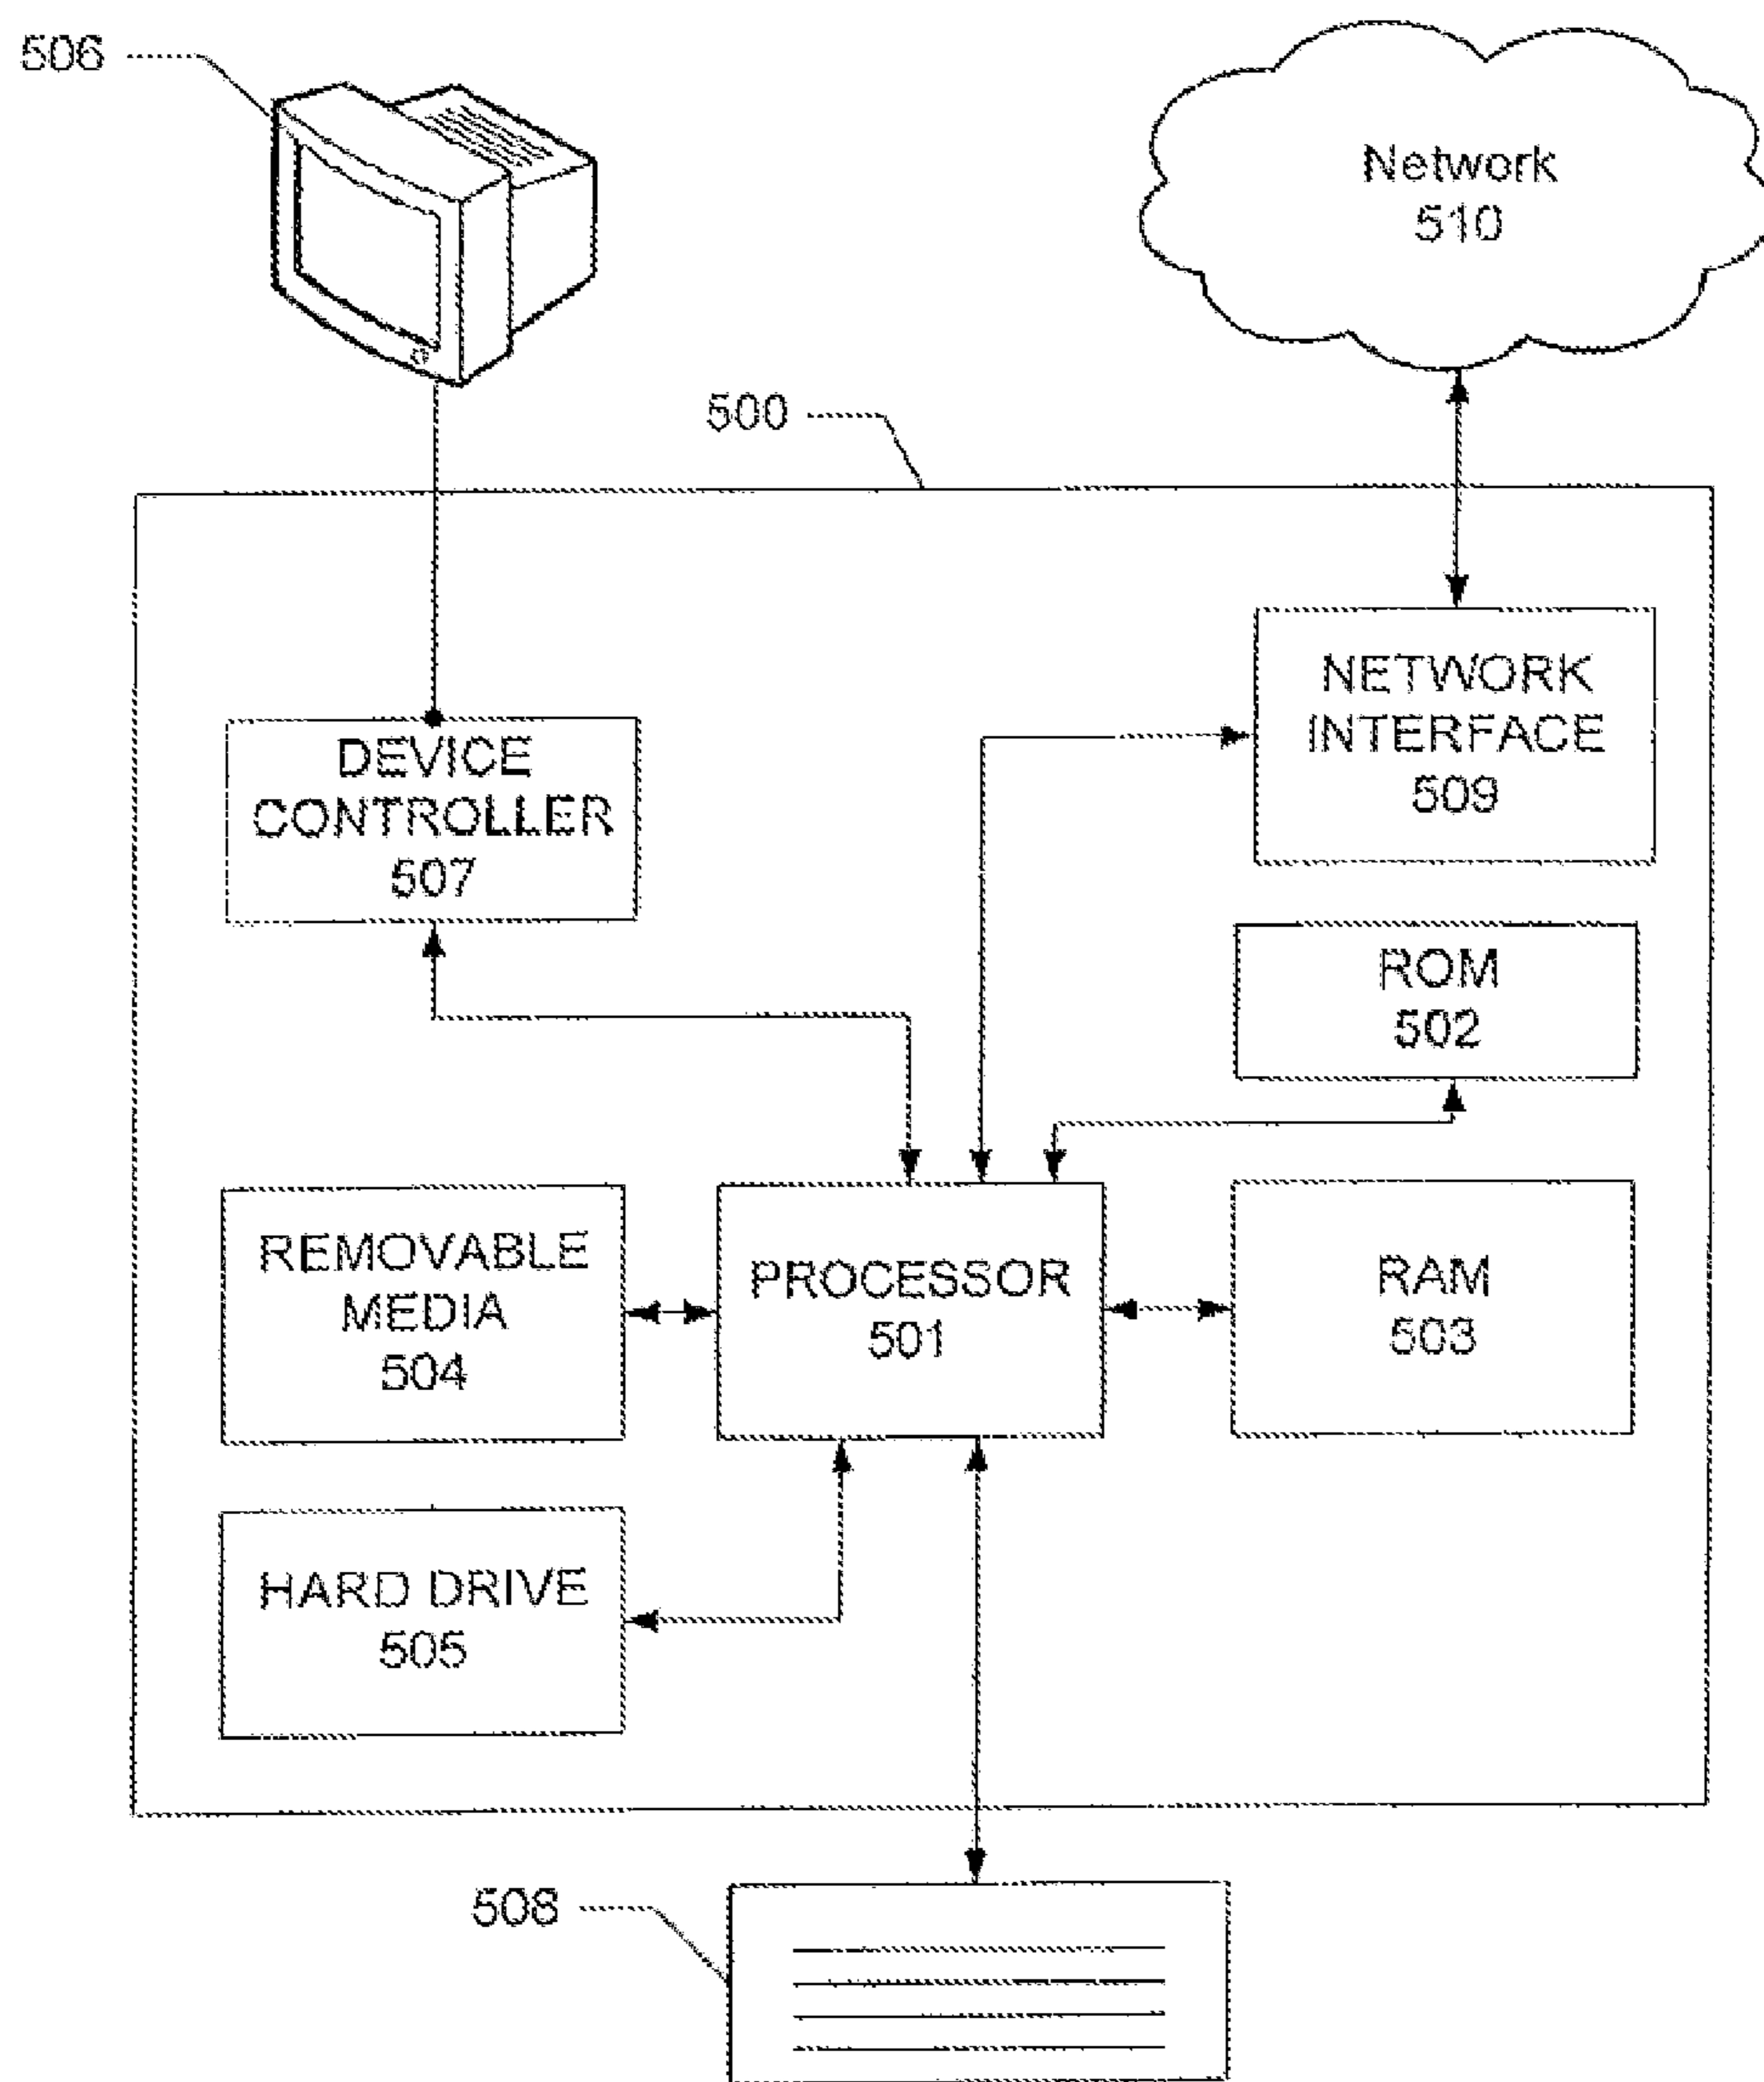 506
Network
510
500
NETWORK
INTERFACE
509
DEVICE
CONTROLLER
507
ROM
502
REMOVABLE
MEDIA
504
PROCESSOR
501
RAM
503
HARD DRIVE
505
508